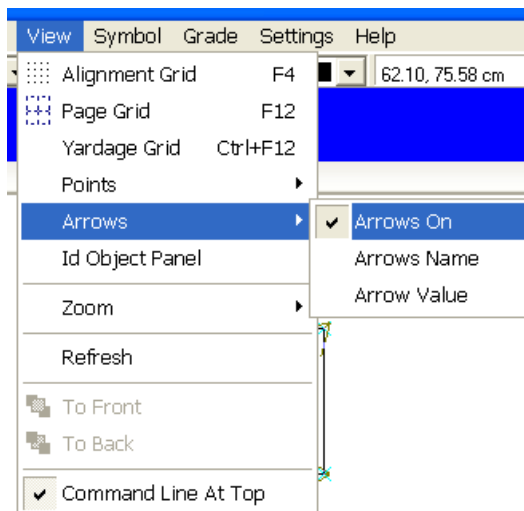 View Symbol Grade Settings Help
Alignment Grid F4
62.10, 75.58 cm
Page Grid F12
Yardage Grid Ctrl+F12
Points
Arrows
Arrows On
Id Object Panel
Arrows Name
Arrow Value
Zoom
Refresh
To Front
To Back
Command Line At Top